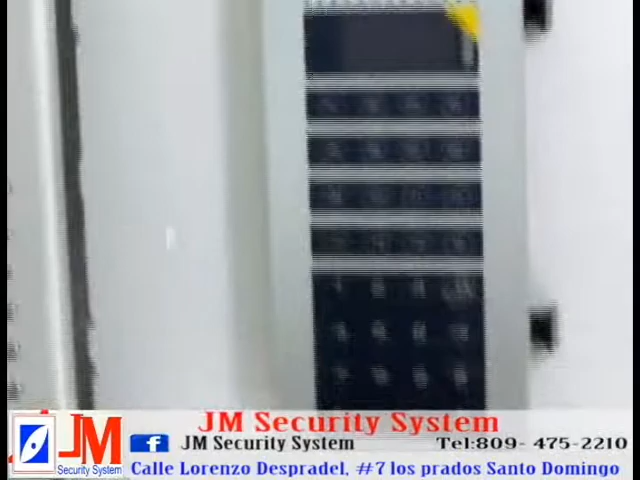 JM Security System
JM
Security System
f
JM Security System
Tel:809- 475-2210
Calle Lorenzo Despradel, #7 los prados Santo Domingo